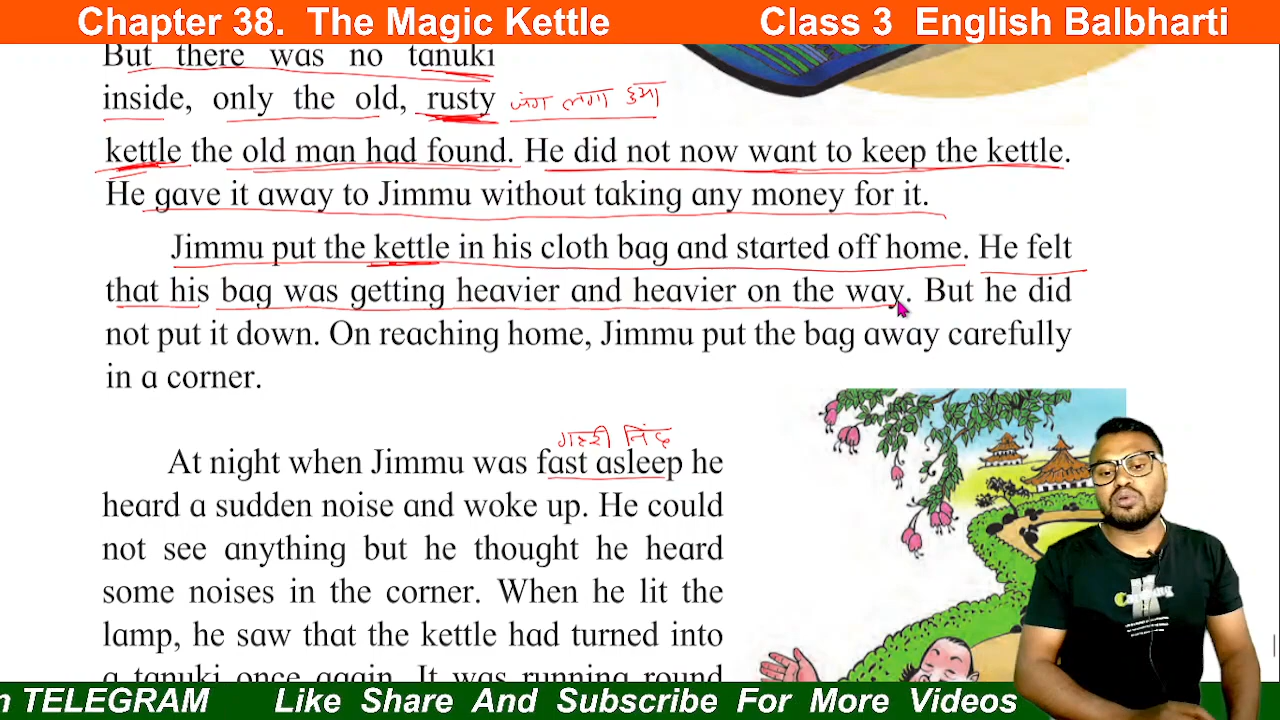 Chapter 38. The Magic Kettle Class 3 English Balbharti
But there was no tanuki
inside, only the old, rusty जंग लगा हुआ
kettle the old man had found. He did not now want to keep the kettle.
He gave it away to Jimmu without taking any money for it.
Jimmu put the kettle in his cloth bag and started off home. He felt
that his bag was getting heavier and heavier on the way. But he did
not put it down. On reaching home, Jimmu put the bag away carefully
in a corner.
गहरी निंद
At night when Jimmu was fast asleep he
heard a sudden noise and woke up. He could
not see anything but he thought he heard
some noises in the corner. When he lit the
lamp, he saw that the kettle had turned into
a tanuki once again. It was running round
n TELEGRAM Like Share And Subscribe For More Videos